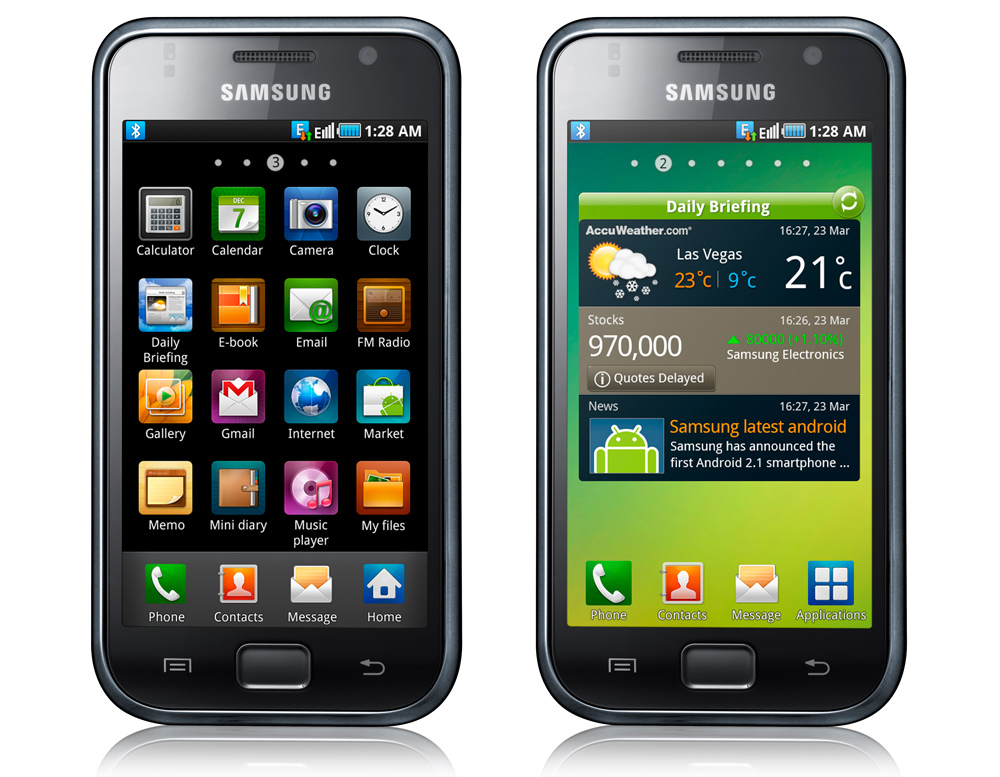 SAMSUNG
E 1:28 AM
3
DEC
7
Calculator Calendar Camera Clock
Daily
Briefing E-book Email FM Radio
Gallery Gmail Internet Market
Memo Mini diary Music
player My files
Phone Contacts Message Home
SAMSUNG
E 1:28 AM
2
Daily Briefing
AccuWeather.com® 16:27, 23 Mar
Las Vegas
23°c 9°c 21°c
Stocks 16:26, 23 Mar
970,000 ▲ 80000 (+1.10%)
Samsung Electronics
i Quotes Delayed
News 16:27, 23 Mar
Samsung latest android
Samsung has announced the
first Android 2.1 smartphone ...
Phone Contacts Message Applications